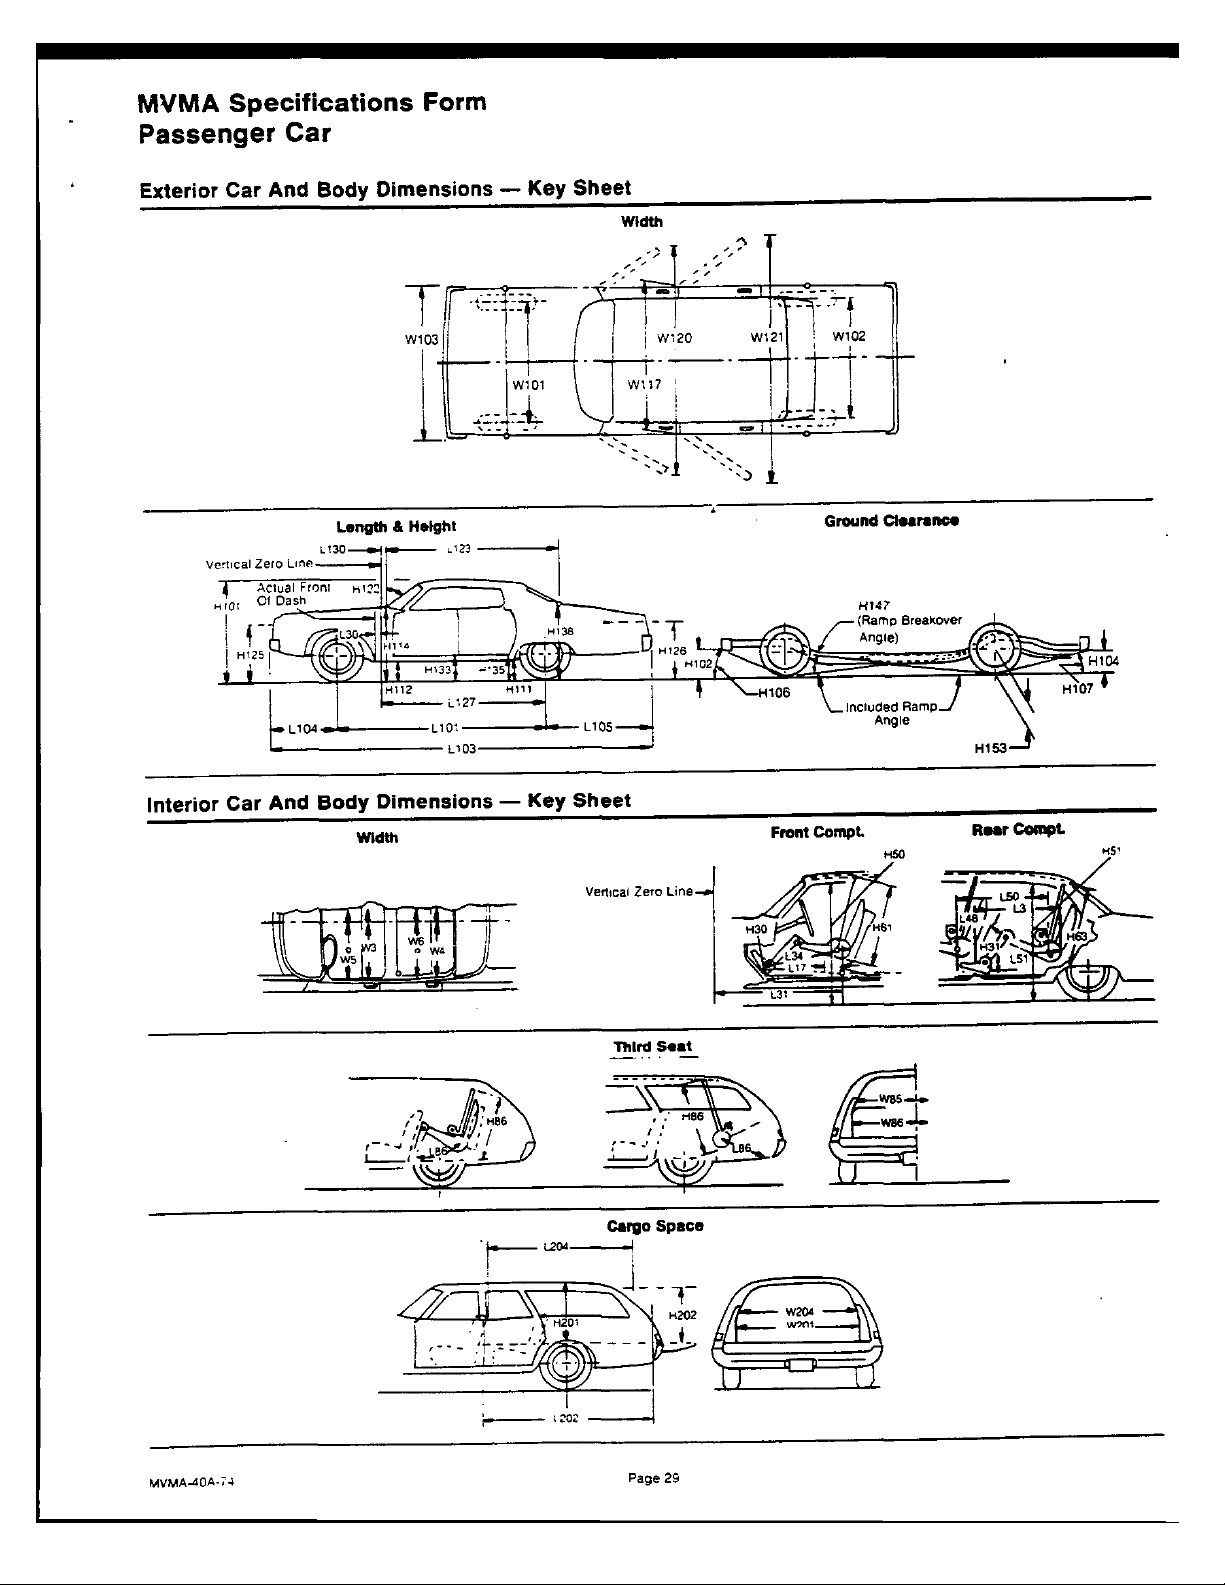 MVMA Specifications Form
Passenger Car
Exterior Car And Body Dimensions — Key Sheet
Width
W103
W101
W120
W117
W121
W102
Length & Height
Ground Clearance
L130
L123
Vertical Zero Line
Actual Front
Of Dash
H122
H101
L30
H114
H138
H125
H133
H135
H126
H112
H111
L127
L104
L101
L105
L103
H147
(Ramp Breakover
Angle)
H102
H104
H106
H107
Included Ramp
Angle
H153
Interior Car And Body Dimensions — Key Sheet
Width
Front Compt.
Rear Compt.
H50
H51
Vertical Zero Line
W5
W3
W6
W4
H30
H61
L34
L17
L31
L50
L3
L48
H31
H63
L51
Third Seat
H86
L86
H86
L86
W85
W86
Cargo Space
L204
H201
H202
W204
W201
L202
MVMA-40A-74
Page 29